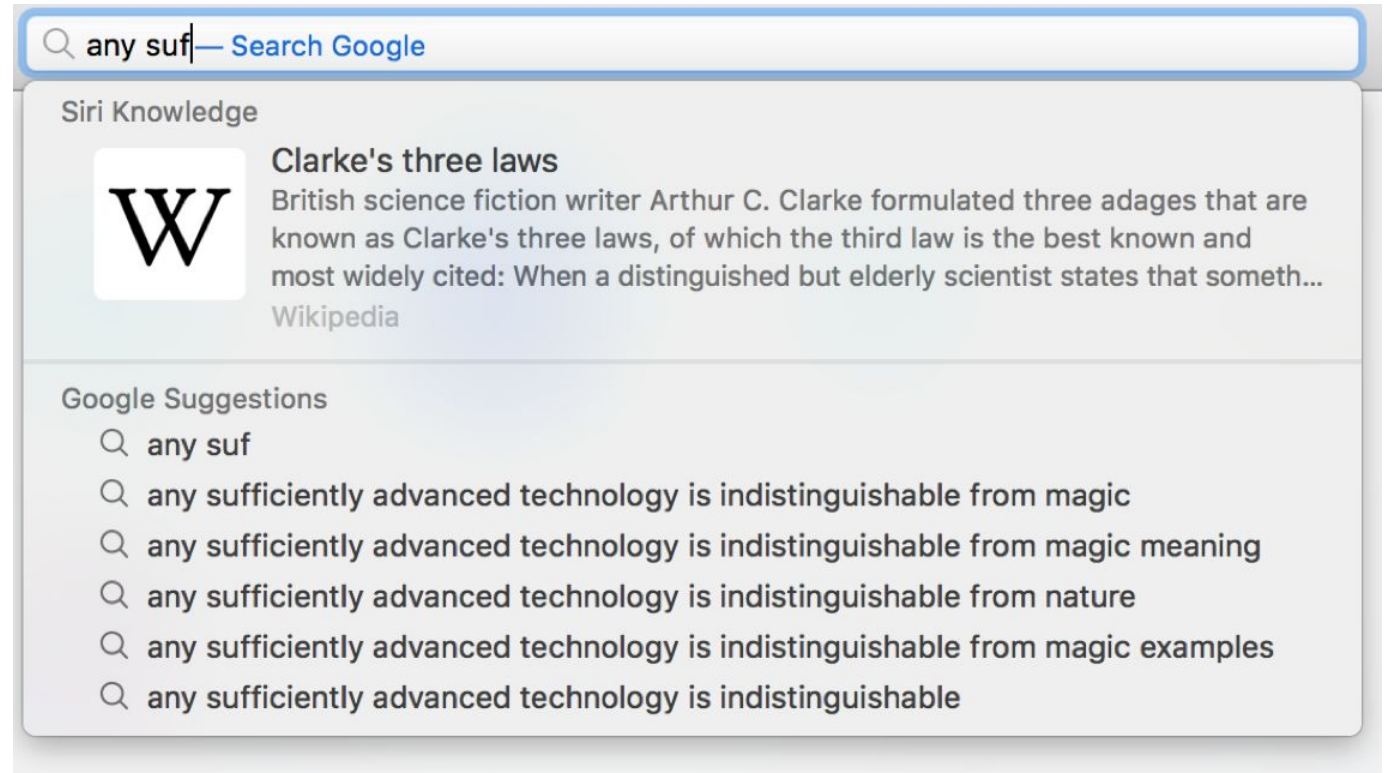 any suf— Search Google
Siri Knowledge
W
Clarke's three laws
British science fiction writer Arthur C. Clarke formulated three adages that are
known as Clarke's three laws, of which the third law is the best known and
most widely cited: When a distinguished but elderly scientist states that someth...
Wikipedia
Google Suggestions
any suf
any sufficiently advanced technology is indistinguishable from magic
any sufficiently advanced technology is indistinguishable from magic meaning
any sufficiently advanced technology is indistinguishable from nature
any sufficiently advanced technology is indistinguishable from magic examples
any sufficiently advanced technology is indistinguishable